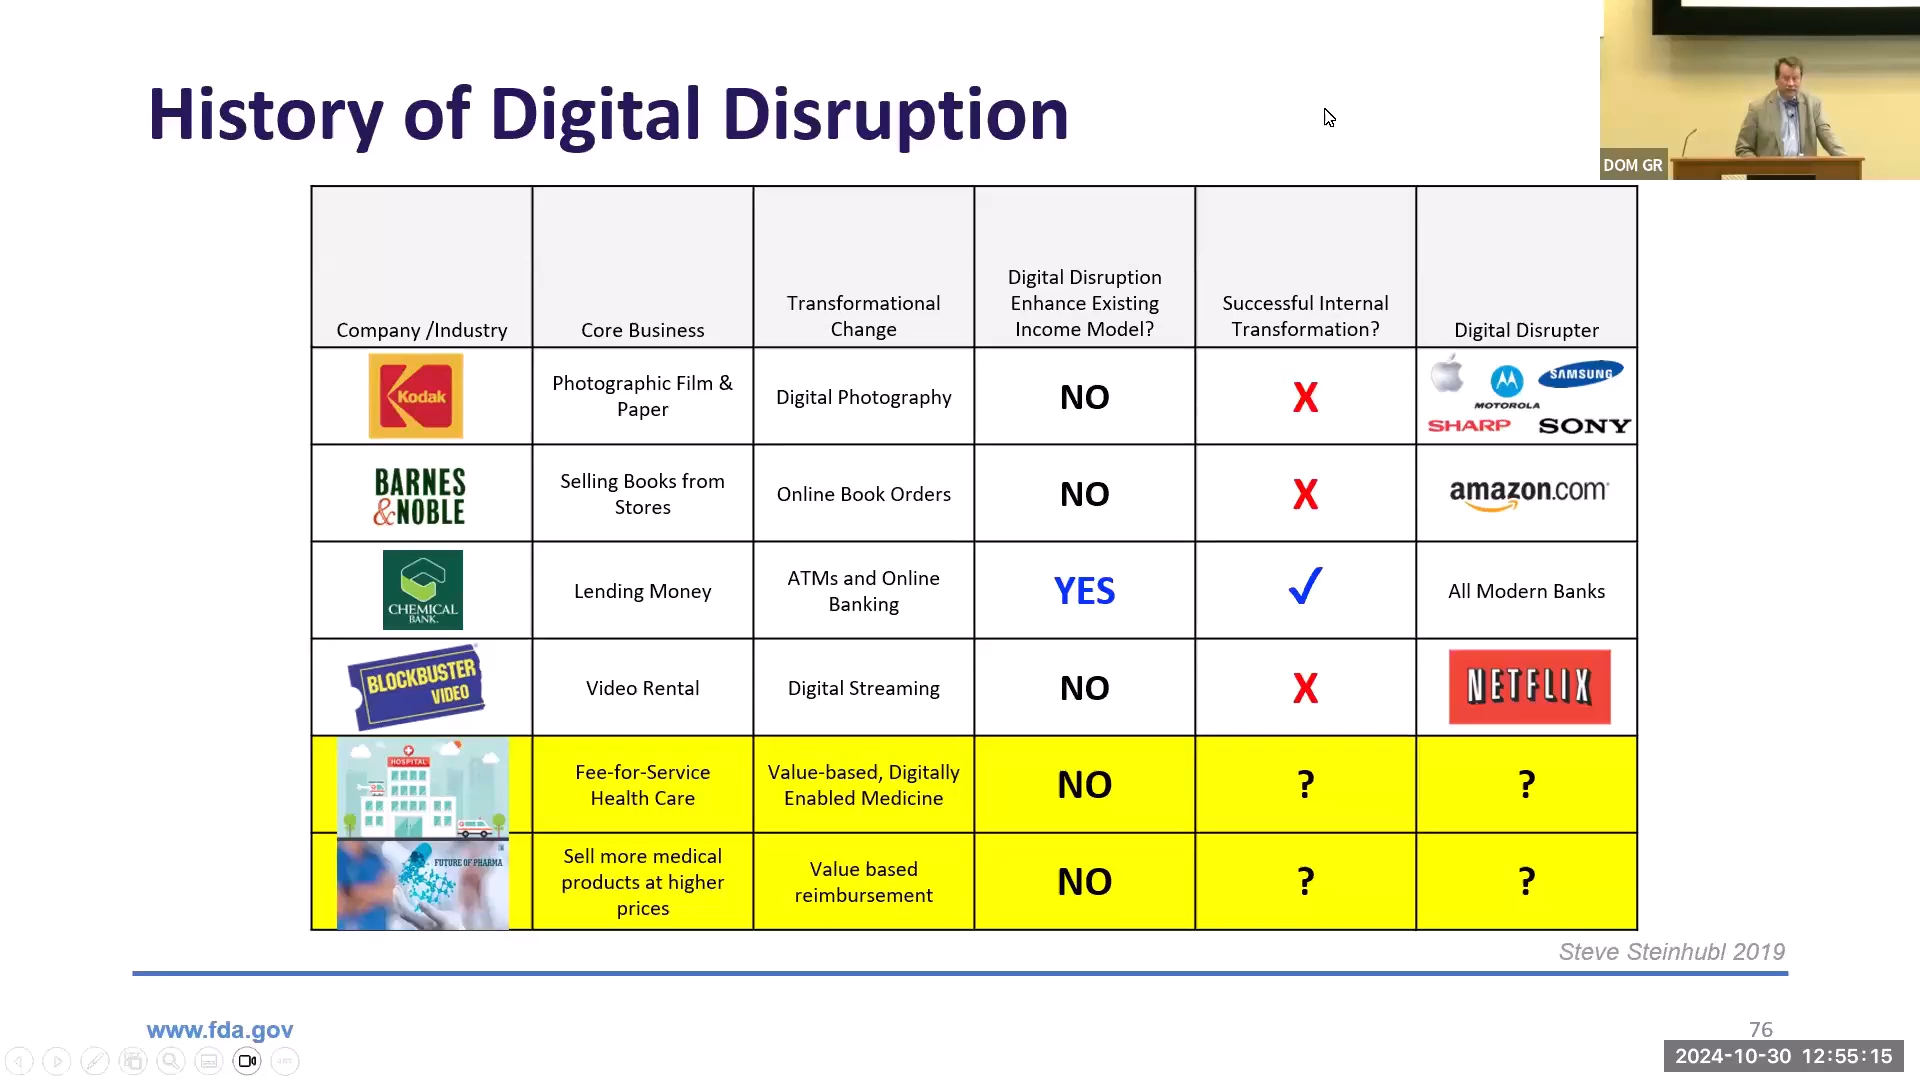 History of Digital Disruption
DOM GR
Company /Industry
Core Business
Transformational
Change
Digital Disruption
Enhance Existing
Income Model?
Successful Internal
Transformation?
Digital Disrupter
Kodak
Photographic Film &
Paper
Digital Photography
NO
X
SAMSUNG
MOTOROLA
SHARP
SONY
BARNES
&NOBLE
Selling Books from
Stores
Online Book Orders
NO
X
amazon.com
CHEMICAL
BANK
Lending Money
ATMs and Online
Banking
YES
✓
All Modern Banks
BLOCKBUSTER
VIDEO
Video Rental
Digital Streaming
NO
X
NETFLIX
HOSPITAL
Fee-for-Service
Health Care
Value-based, Digitally
Enabled Medicine
NO
?
?
FUTURE OF PHARMA
Sell more medical
products at higher
prices
Value based
reimbursement
NO
?
?
Steve Steinhubl 2019
www.fda.gov
76
2024-10-30 12:55:15